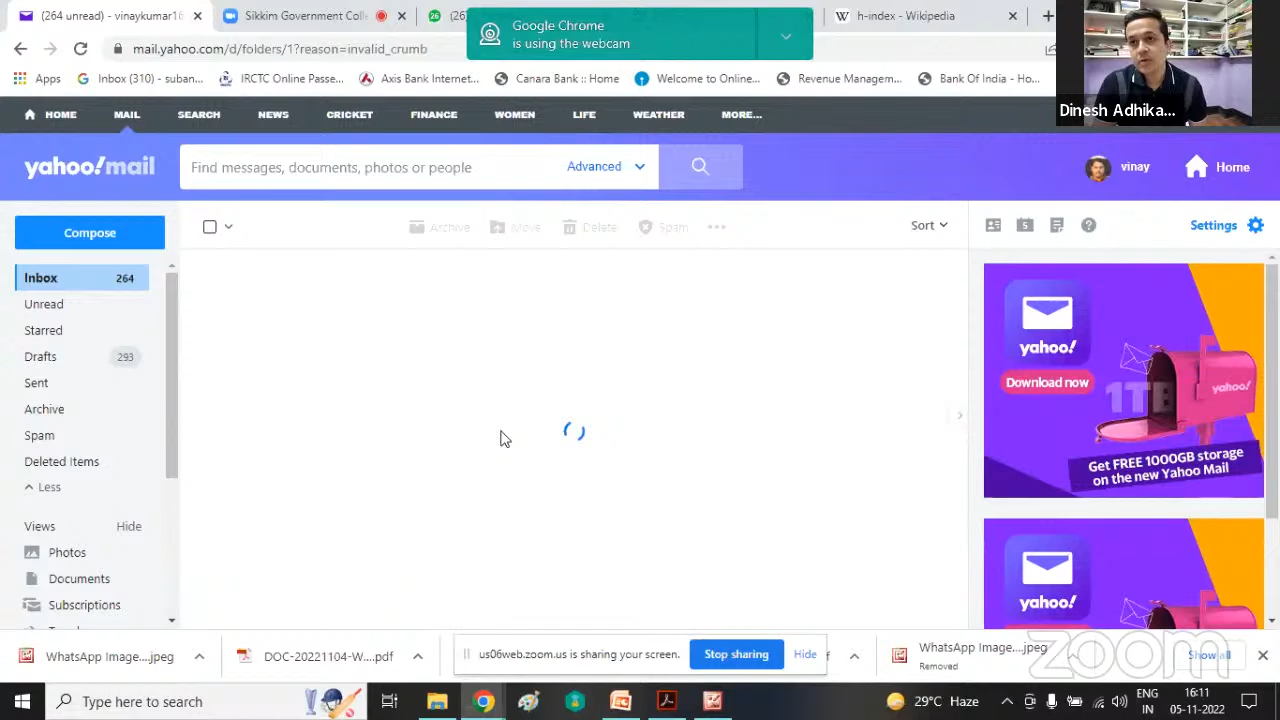 (264 unread) - vinaykumar16
Sikkim Government Coll
(26
h-index - Wikipedia
Google Chrome
is using the webcam
mail.yahoo.com/d/folders/1?reason=invalid_crumb
Apps
Inbox (310) - suban...
IRCTC Online Passe...
Axis Bank Internet...
Canara Bank :: Home
Welcome to Online...
Revenue Managem...
Bank Of India - Ho...
Dinesh Adhika...
HOME
MAIL
SEARCH
NEWS
CRICKET
FINANCE
WOMEN
LIFE
WEATHER
MORE...
yahoo!mail
Find messages, documents, photos or people
Advanced
vinay
Home
Compose
Archive
Move
Delete
Spam
Sort
5
Settings
Inbox 264
Unread
Starred
Drafts 293
Sent
Archive
Spam
Deleted Items
Less
Views Hide
Photos
Documents
Subscriptions
yahoo!
Download now
1TB
yahoo!
Get FREE 1000GB storage
on the new Yahoo Mail
yahoo!
WhatsApp Image....jpeg
DOC-20221104-W....pdf
us06web.zoom.us is sharing your screen.
Stop sharing
Hide
WhatsApp Image....jpeg
Removed
Show all
zoom
Type here to search
29°C Haze
ENG
IN
16:11
05-11-2022